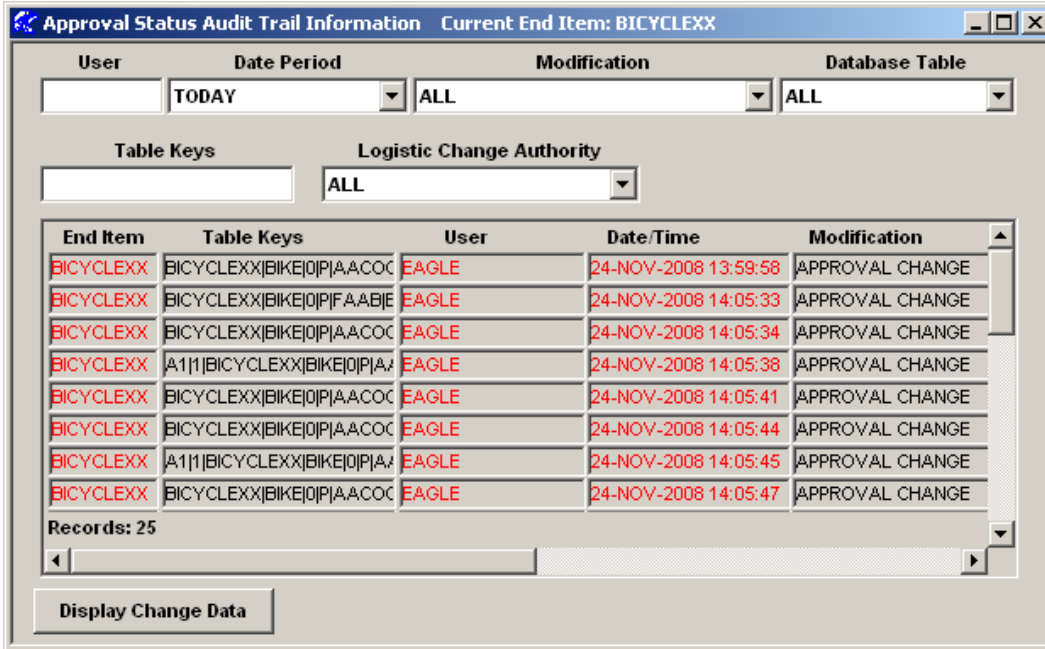 Approval Status Audit Trail Information Current End Item: BICYCLEXX
User Date Period Modification Database Table
TODAY ALL ALL
Table Keys Logistic Change Authority
ALL
End Item Table Keys User Date/Time Modification
BICYCLEXX BICYCLEXX|BIKE|0|P|AACOC EAGLE 24-NOV-2008 13:59:58 APPROVAL CHANGE
BICYCLEXX BICYCLEXX|BIKE|0|P|FAAB|E EAGLE 24-NOV-2008 14:05:33 APPROVAL CHANGE
BICYCLEXX BICYCLEXX|BIKE|0|P|AACOC EAGLE 24-NOV-2008 14:05:34 APPROVAL CHANGE
BICYCLEXX A1|1|BICYCLEXX|BIKE|0|P|A EAGLE 24-NOV-2008 14:05:38 APPROVAL CHANGE
BICYCLEXX BICYCLEXX|BIKE|0|P|AACOC EAGLE 24-NOV-2008 14:05:41 APPROVAL CHANGE
BICYCLEXX BICYCLEXX|BIKE|0|P|AACOC EAGLE 24-NOV-2008 14:05:44 APPROVAL CHANGE
BICYCLEXX A1|1|BICYCLEXX|BIKE|0|P|A EAGLE 24-NOV-2008 14:05:45 APPROVAL CHANGE
BICYCLEXX BICYCLEXX|BIKE|0|P|AACOC EAGLE 24-NOV-2008 14:05:47 APPROVAL CHANGE
Records: 25
Display Change Data